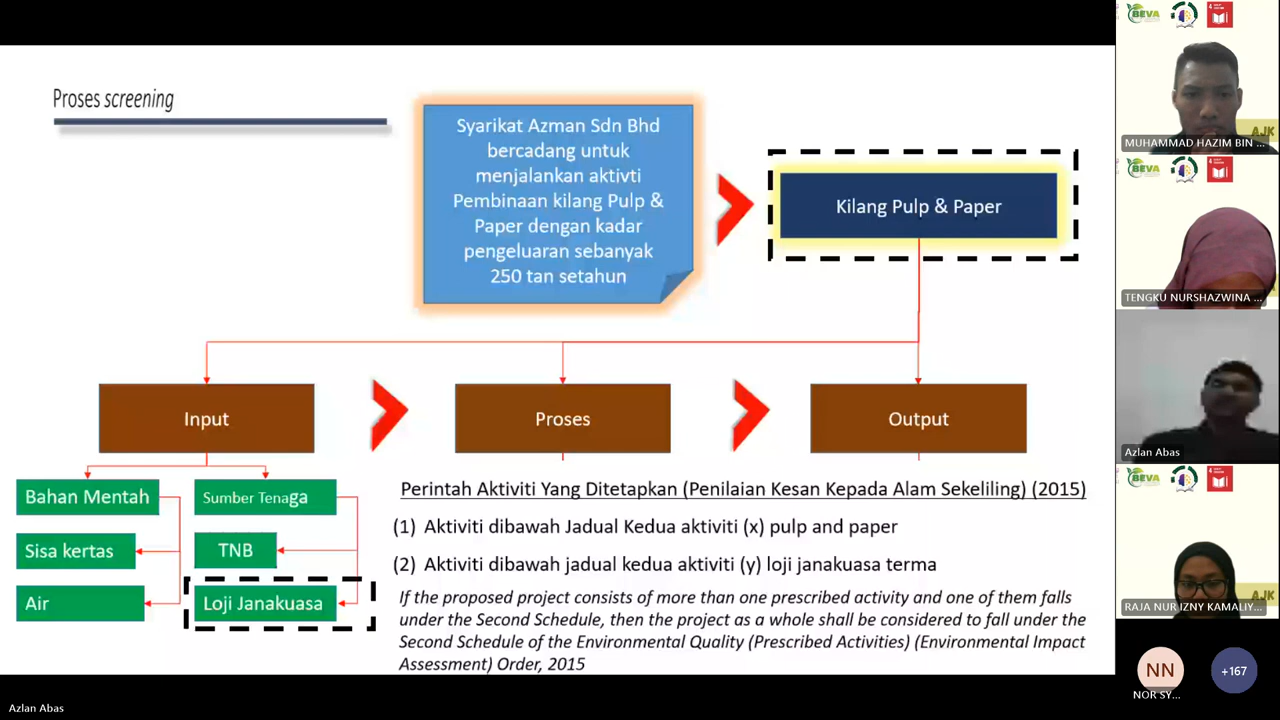 Proses screening
Syarikat Azman Sdn Bhd
bercadang untuk
menjalankan aktivti
Pembinaan kilang Pulp &
Paper dengan kadar
pengeluaran sebanyak
250 tan setahun
Kilang Pulp & Paper
Input
Proses
Output
Bahan Mentah
Sumber Tenaga
Sisa kertas
TNB
Air
Loji Janakuasa
Perintah Aktiviti Yang Ditetapkan (Penilaian Kesan Kepada Alam Sekeliling) (2015)
(1) Aktiviti dibawah Jadual Kedua aktiviti (x) pulp and paper
(2) Aktiviti dibawah jadual kedua aktiviti (y) loji janakuasa terma
If the proposed project consists of more than one prescribed activity and one of them falls
under the Second Schedule, then the project as a whole shall be considered to fall under the
Second Schedule of the Environmental Quality (Prescribed Activities) (Environmental Impact
Assessment) Order, 2015
Azlan Abas
BEVA
AJK
MUHAMMAD HAZIM BIN ...
BEVA
TENGKU NURSHAZWINA ...
Azlan Abas
BEVA
AJK
RAJA NUR IZNY KAMALIY...
NN
NOR SY...
+167